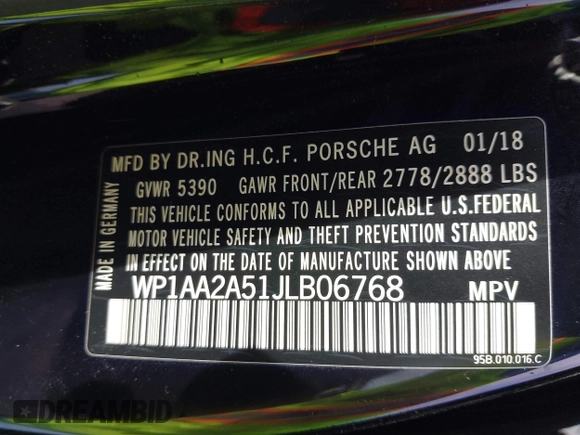 MFD BY DR.ING H.C.F. PORSCHE AG 01/18
GVWR 5390 GAWR FRONT/REAR 2778/2888 LBS
THIS VEHICLE CONFORMS TO ALL APPLICABLE U.S.FEDERAL
MOTOR VEHICLE SAFETY AND THEFT PREVENTION STANDARDS
IN EFFECT ON THE DATE OF MANUFACTURE SHOWN ABOVE
WP1AA2A51JLB06768 MPV
MADE IN GERMANY
95B.010.016.C
DREAMBID